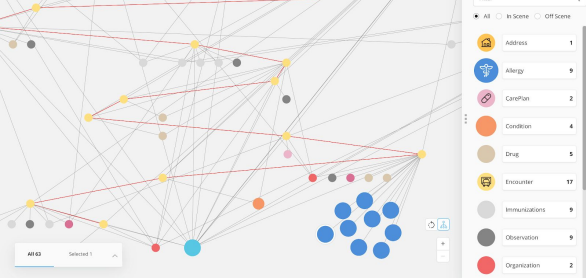 All
In Scene
Off Scene
Address 1
Allergy 9
CarePlan 2
Condition 4
Drug 5
Encounter 17
Immunizations 9
Observation 9
Organization 2
All 63
Selected 1